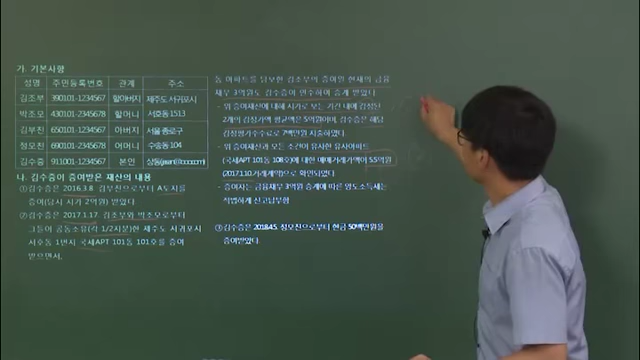 가. 기본사항
성명 주민등록번호 관계 주소
김조부 390101-1234567 할아버지 제주도 서귀포시
박조모 430101-2345678 할머니 서호동 1513
김부친 650101-1234567 아버지 서울 종로구
정모친 690101-2345678 어머니 수송동 104
김수증 911001-1234567 본인
나. 김수증이 증여받은 재산의 내용
①김수증은 2016.3.8 김부친으로부터 A토지를
증여(당시 시가 2억원) 받았다
②김수증은 2017.1.17. 김조부와 박조모로부터
그들이 공동소유(각 1/2지분)한 제주도 서귀포시
서호동 1번지 국세APT 101동 101호를 증여
받으면서,
동 아파트를 담보한 김조부의 증여일 현재의 금융
채무 3억원도 김수증이 인수하여 승계 받았다
- 위 증여재산에 대해 시가로 보는 기간 내에 감정한
2개의 감정가액 평균액은 5억원이며, 김수증은 해당
감정평가수수료로 7백만원 지출하였다.
- 위 증여재산과 모든 조건이 유사한 유사아파트
(국세APT 101동 108호)에 대한 매매거래가액이 5.5억원
(2017.1.10.거래계약)으로 확인되었다
- 증여자는 금융채무 3억원 승계에 따른 양도소득세는
적법하게 신고납부함
③김수증은 2018.4.5. 정모친으로부터 현금 50백만원을
증여받았다.